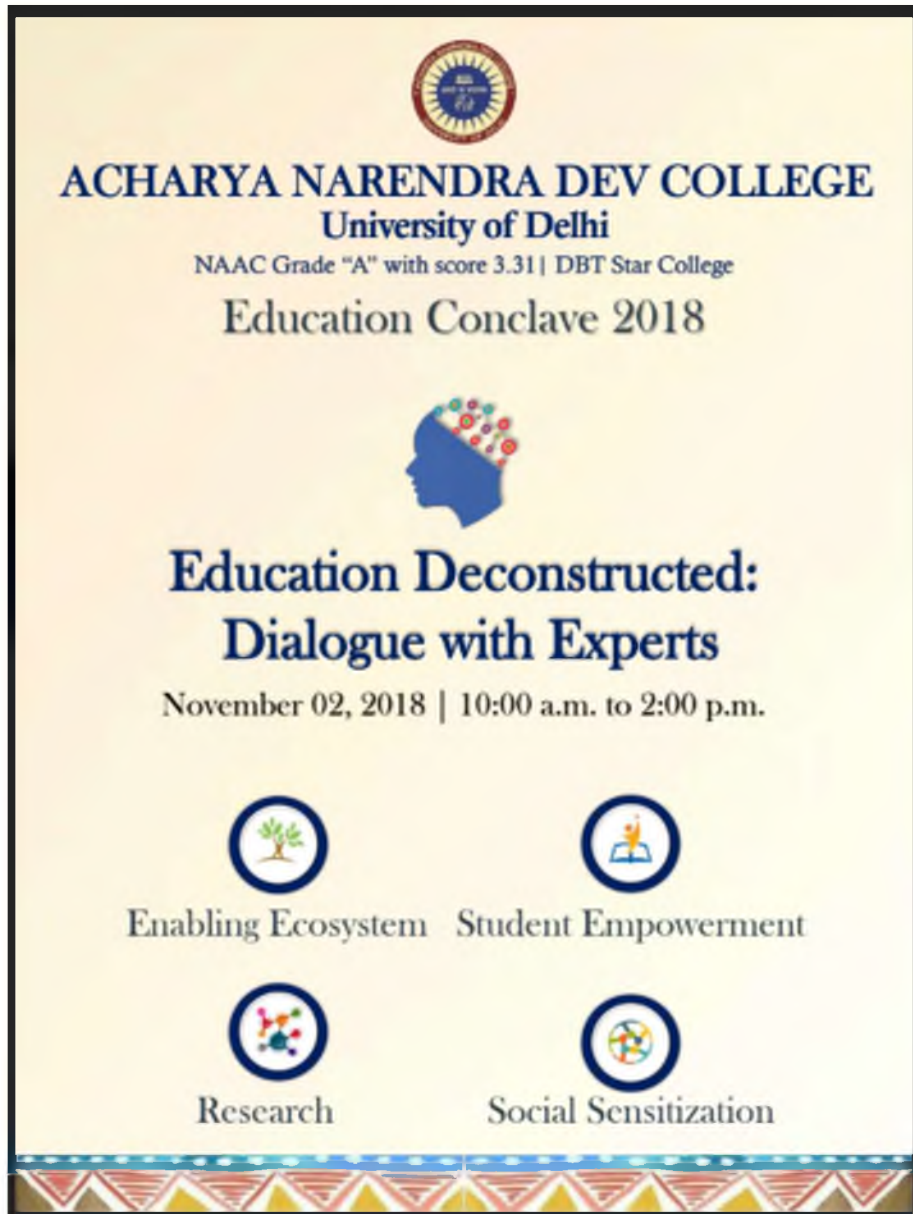 ACHARYA NARENDRA DEV COLLEGE
University of Delhi
NAAC Grade “A” with score 3.31| DBT Star College
Education Conclave 2018
Education Deconstructed:
Dialogue with Experts
November 02, 2018 | 10:00 a.m. to 2:00 p.m.
Enabling Ecosystem
Student Empowerment
Research
Social Sensitization